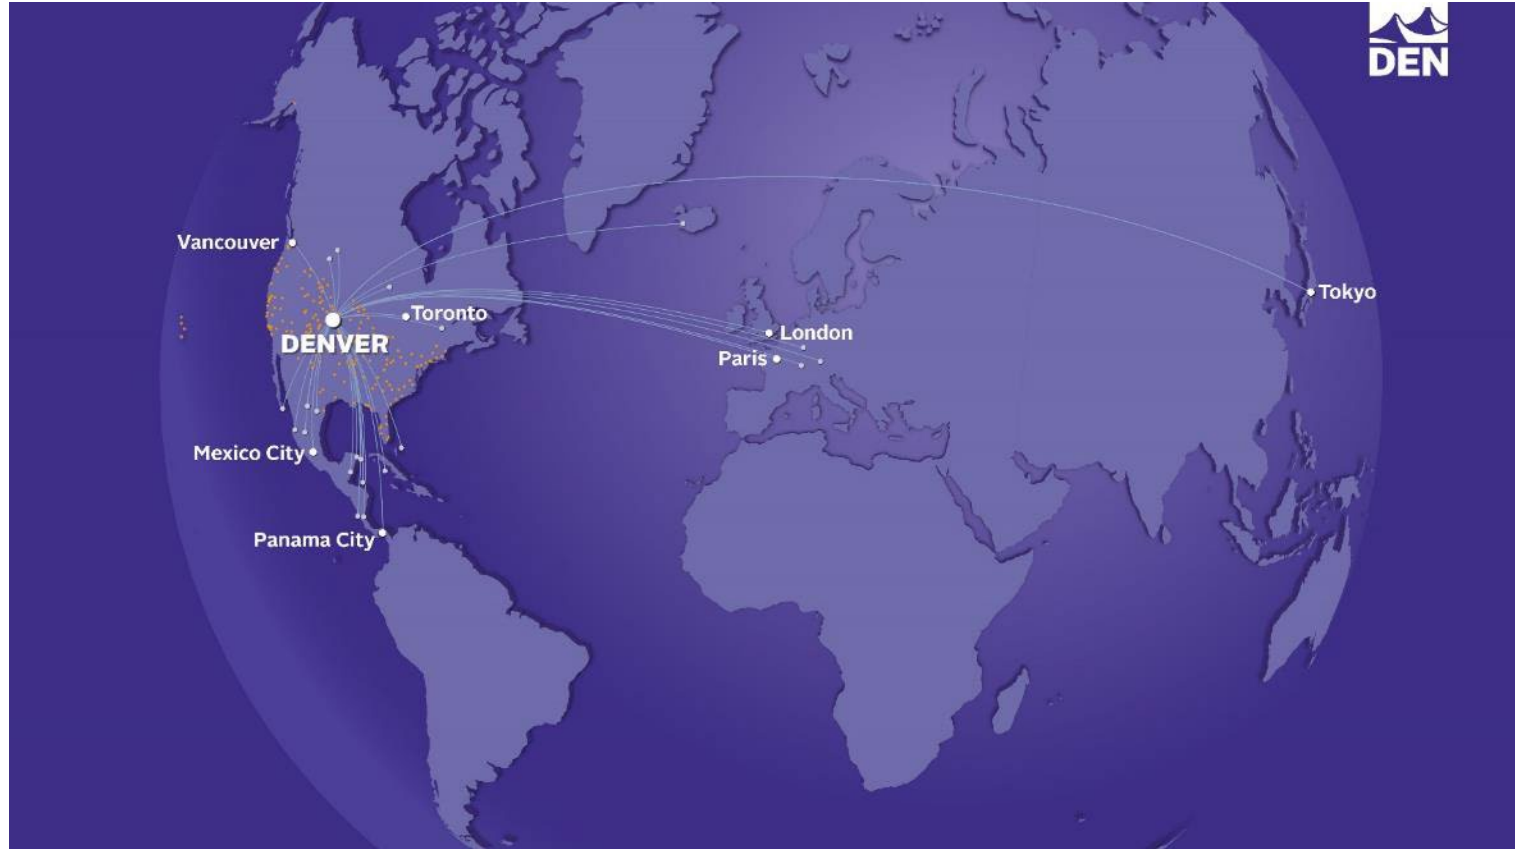 DEN
Vancouver
Toronto
Tokyo
DENVER
London
Paris
Mexico City
Panama City